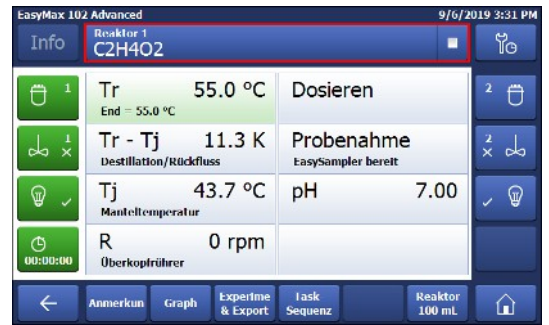 EasyMax 102 Advanced 9/6/2019 3:31 PM
Info
Reaktor 1
C2H4O2
1
Tr 55.0 °C
End = 55.0 °C
Dosieren
2
1
Tr - Tj 11.3 K
Destillation/Rückfluss
Probenahme
EasySampler bereit
2
Tj 43.7 °C
Manteltemperatur
pH 7.00
00:00:00
R 0 rpm
Überkopfrührer
Anmerkun
Graph
Experime
& Export
Task
Sequenz
Reaktor
100 mL